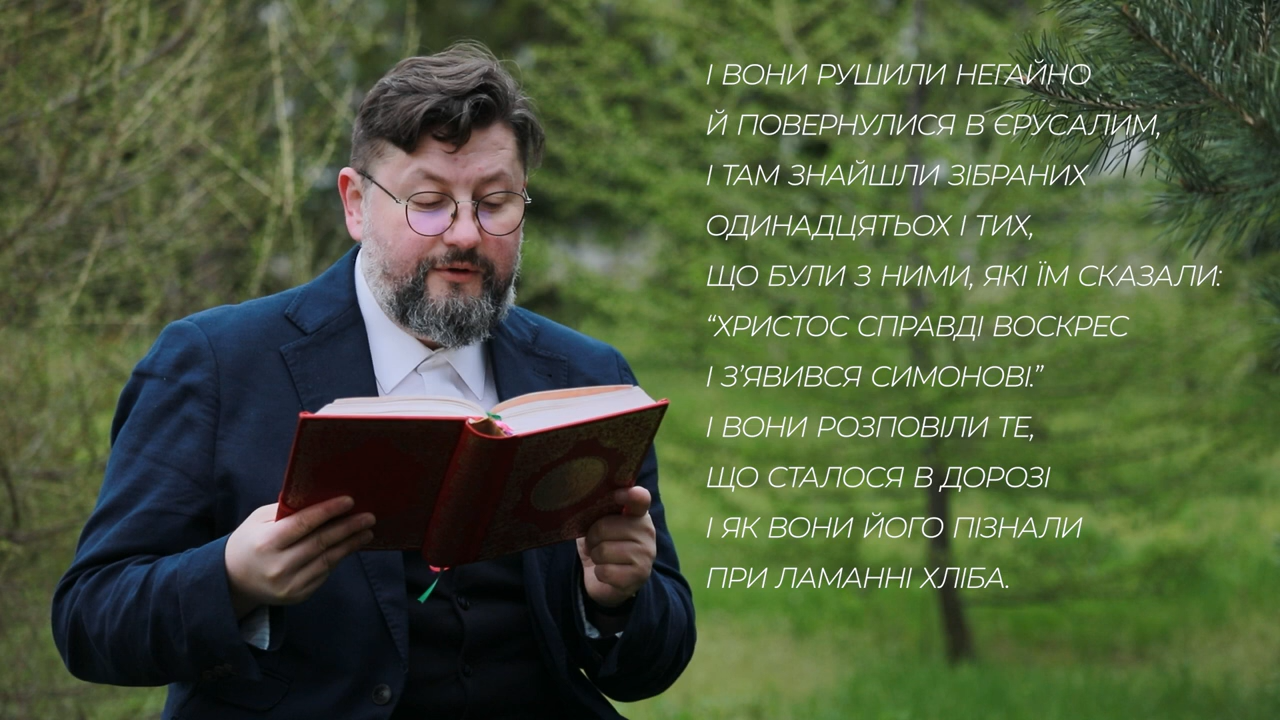 І ВОНИ РУШИЛИ НЕГАЙНО
Й ПОВЕРНУЛИСЯ В ЄРУСАЛИМ,
І ТАМ ЗНАЙШЛИ ЗІБРАНИХ
ОДИНАДЦЯТЬОХ І ТИХ,
ЩО БУЛИ З НИМИ, ЯКІ ЇМ СКАЗАЛИ:
“ХРИСТОС СПРАВДІ ВОСКРЕС
І З’ЯВИВСЯ СИМОНОВІ.”
І ВОНИ РОЗПОВІЛИ ТЕ,
ЩО СТАЛОСЯ В ДОРОЗІ
І ЯК ВОНИ ЙОГО ПІЗНАЛИ
ПРИ ЛАМАННІ ХЛІБА.